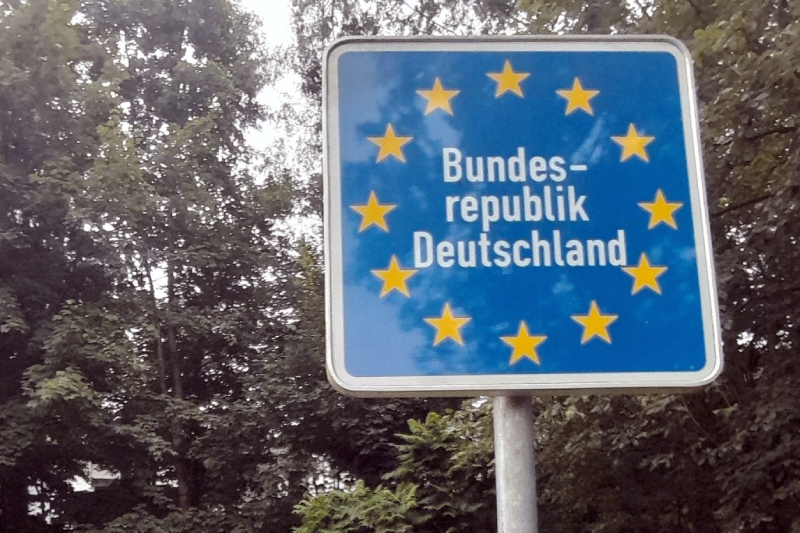 Bundes-
republik
Deutschland